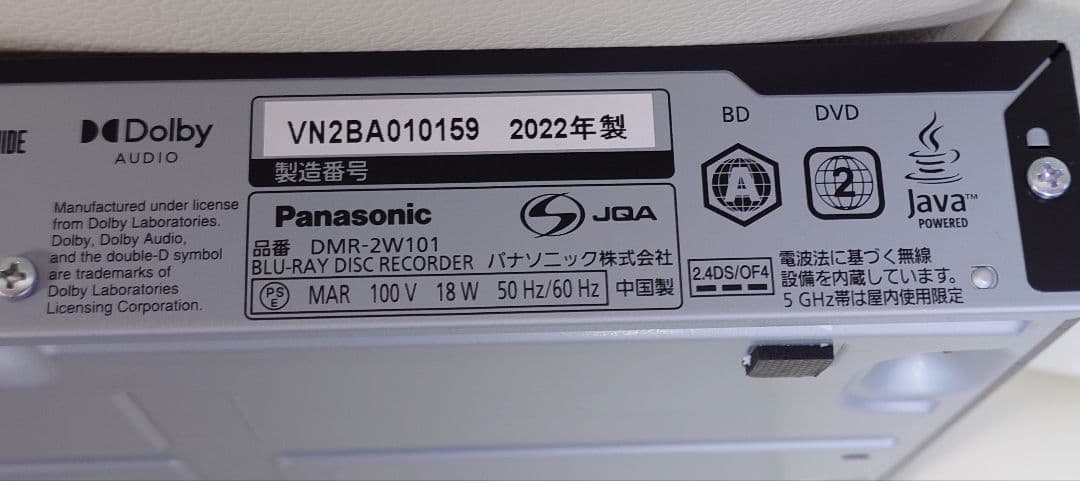 IDE
Dolby
AUDIO
Manufactured under license
from Dolby Laboratories.
Dolby, Dolby Audio,
and the double-D symbol
are trademarks of
Dolby Laboratories
Licensing Corporation.
VN2BA010159 2022年製
製造番号
Panasonic JQA
品番 DMR-2W101
BLU-RAY DISC RECORDER パナソニック株式会社
PS E MAR 100 V 18 W 50 Hz/60 Hz 中国製
BD DVD
A 2
Java™
POWERED
2.4DS/OF4
電波法に基づく無線
設備を内蔵しています。
5 GHz帯は屋内使用限定